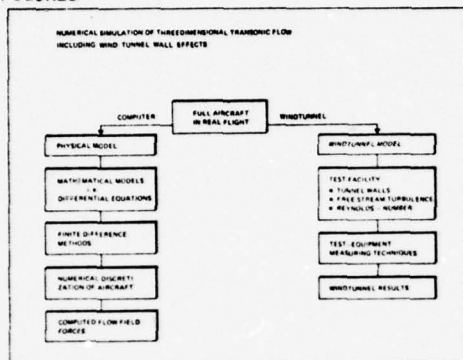 NUMERICAL SIMULATION OF THREEDIMENSIONAL TRANSONIC FLOW
INCLUDING WIND TUNNEL WALL EFFECTS
COMPUTER
FULL AIRCRAFT
IN REAL FLIGHT
WINDTUNNEL
PHYSICAL MODEL
MATHEMATICAL MODELS
DIFFERENTIAL EQUATIONS
FINITE DIFFERENCE
METHODS
NUMERICAL DISCRETI
ZATION OF AIRCRAFT
COMPUTED FLOW FIELD
FORCES
WINDTUNNEL MODEL
TEST FACILITY
TUNNEL WALLS
FREE STREAM TURBULENCE
REYNOLDS - NUMBER
TEST - EQUIPMENT
MEASURING TECHNIQUES
WINDTUNNEL RESULTS